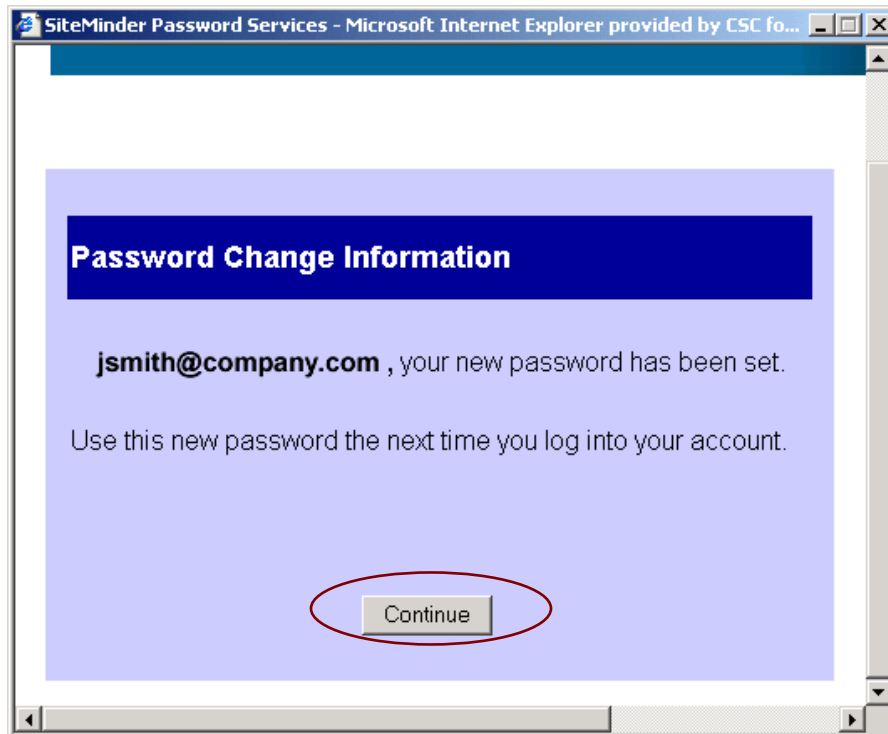 SiteMinder Password Services - Microsoft Internet Explorer provided by CSC fo...
Password Change Information
jsmith@company.com , your new password has been set.
Use this new password the next time you log into your account.
Continue